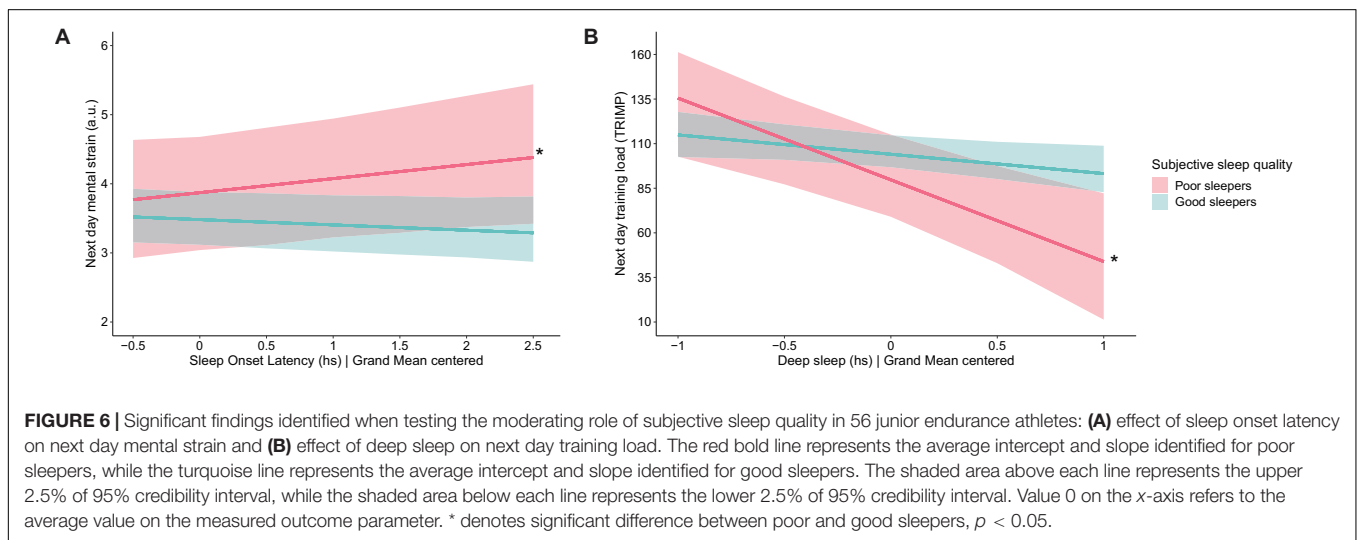 A
6
5
4
3
2
Next day mental strain (a.u.)
*
−0.5 0 0.5 1 1.5 2 2.5
Sleep Onset Latency (hs) | Grand Mean centered
B
160
135
110
85
60
35
10
Next day training load (TRIMP)
*
−1 −0.5 0 0.5 1
Deep sleep (hs) | Grand Mean centered
Subjective sleep quality
Poor sleepers
Good sleepers
FIGURE 6 | Significant findings identified when testing the moderating role of subjective sleep quality in 56 junior endurance athletes: (A) effect of sleep onset latency
on next day mental strain and (B) effect of deep sleep on next day training load. The red bold line represents the average intercept and slope identified for poor
sleepers, while the turquoise line represents the average intercept and slope identified for good sleepers. The shaded area above each line represents the upper
2.5% of 95% credibility interval, while the shaded area below each line represents the lower 2.5% of 95% credibility interval. Value 0 on the x-axis refers to the
average value on the measured outcome parameter. * denotes significant difference between poor and good sleepers, p < 0.05.